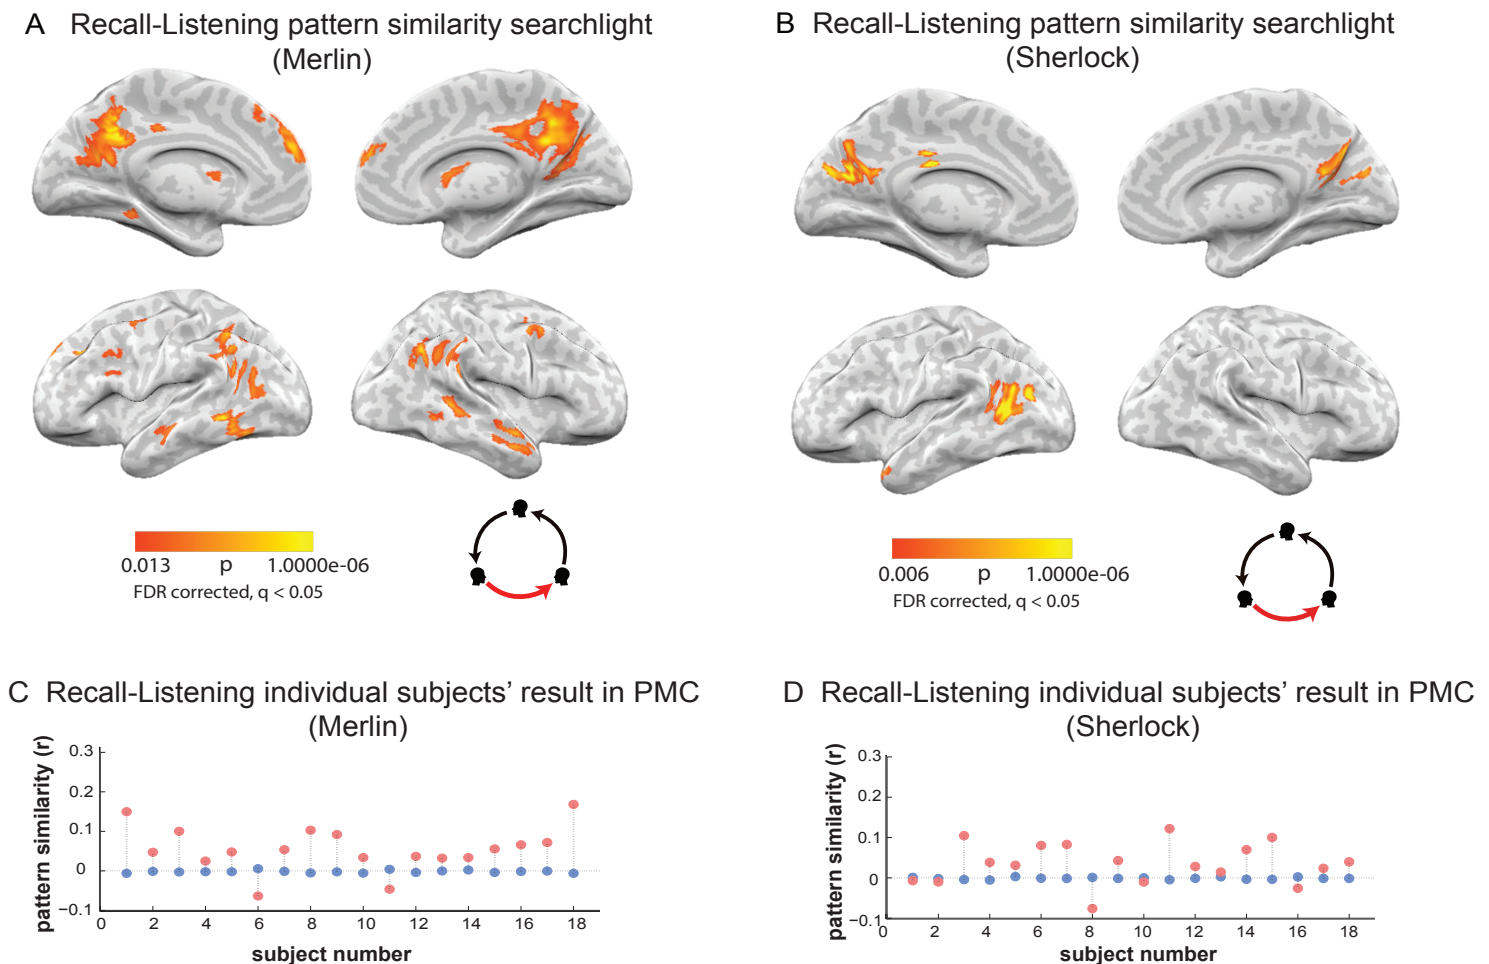 A Recall-Listening pattern similarity searchlight
(Merlin)
B Recall-Listening pattern similarity searchlight
(Sherlock)
0.013 p 1.0000e-06
FDR corrected, q < 0.05
0.006 p 1.0000e-06
FDR corrected, q < 0.05
C Recall-Listening individual subjects’ result in PMC
(Merlin)
pattern similarity (r)
0.3
0.2
0.1
0
−0.1
0 2 4 6 8 10 12 14 16 18
subject number
D Recall-Listening individual subjects’ result in PMC
(Sherlock)
pattern similarity (r)
0.3
0.2
0.1
0
−0.1
0 2 4 6 8 10 12 14 16 18
subject number